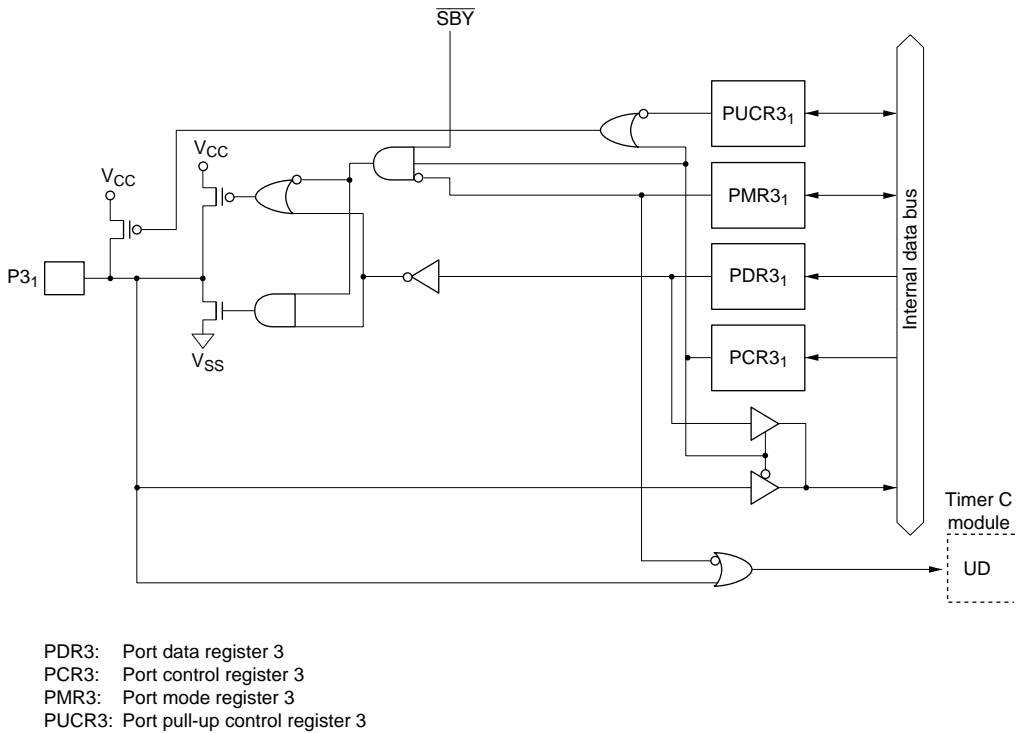 SBY
PUCR3₁
VCC
VCC
PMR3₁
Internal data bus
PDR3₁
P3₁
PCR3₁
VSS
Timer C
module
UD
PDR3: Port data register 3
PCR3: Port control register 3
PMR3: Port mode register 3
PUCR3: Port pull-up control register 3